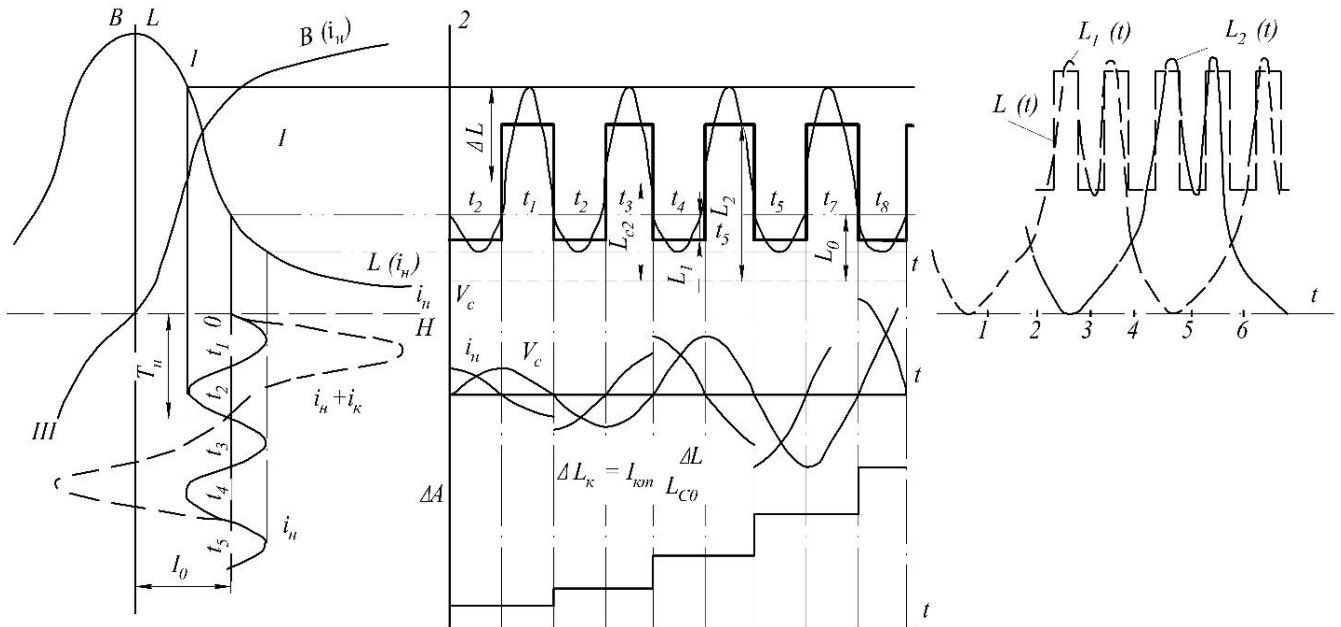 B L
I
B (iн)
I
L (iн)
iн
H
0
Tн
t1
t2
t3
t4
t5
III
iн +iк
iн
I0
2
ΔL
t2 t1 t2 t3 t4 t5 t5 t7 t8
Lc2
L1
L2
L0
t
Vc
iн
Vc
t
ΔLк = Iкm ΔL
LC0
ΔA
t
L1 (t)
L2 (t)
L (t)
t
1 2 3 4 5 6